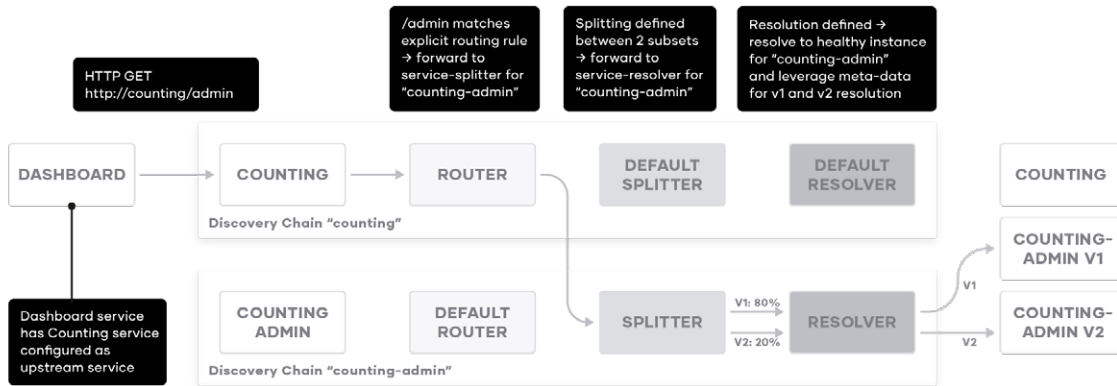 /admin matches
explicit routing rule
→ forward to
service-splitter for
“counting-admin”
Splitting defined
between 2 subsets
→ forward to
service-resolver for
“counting-admin”
Resolution defined →
resolve to healthy instance
for “counting-admin”
and leverage meta-data
for v1 and v2 resolution
HTTP GET
http://counting/admin
DASHBOARD
COUNTING
ROUTER
DEFAULT
SPLITTER
DEFAULT
RESOLVER
COUNTING
Discovery Chain “counting”
COUNTING-
ADMIN V1
Dashboard service
has Counting service
configured as
upstream service
COUNTING
ADMIN
DEFAULT
ROUTER
SPLITTER
V1: 80%
V2: 20%
RESOLVER
V1
V2
COUNTING-
ADMIN V2
Discovery Chain “counting-admin”